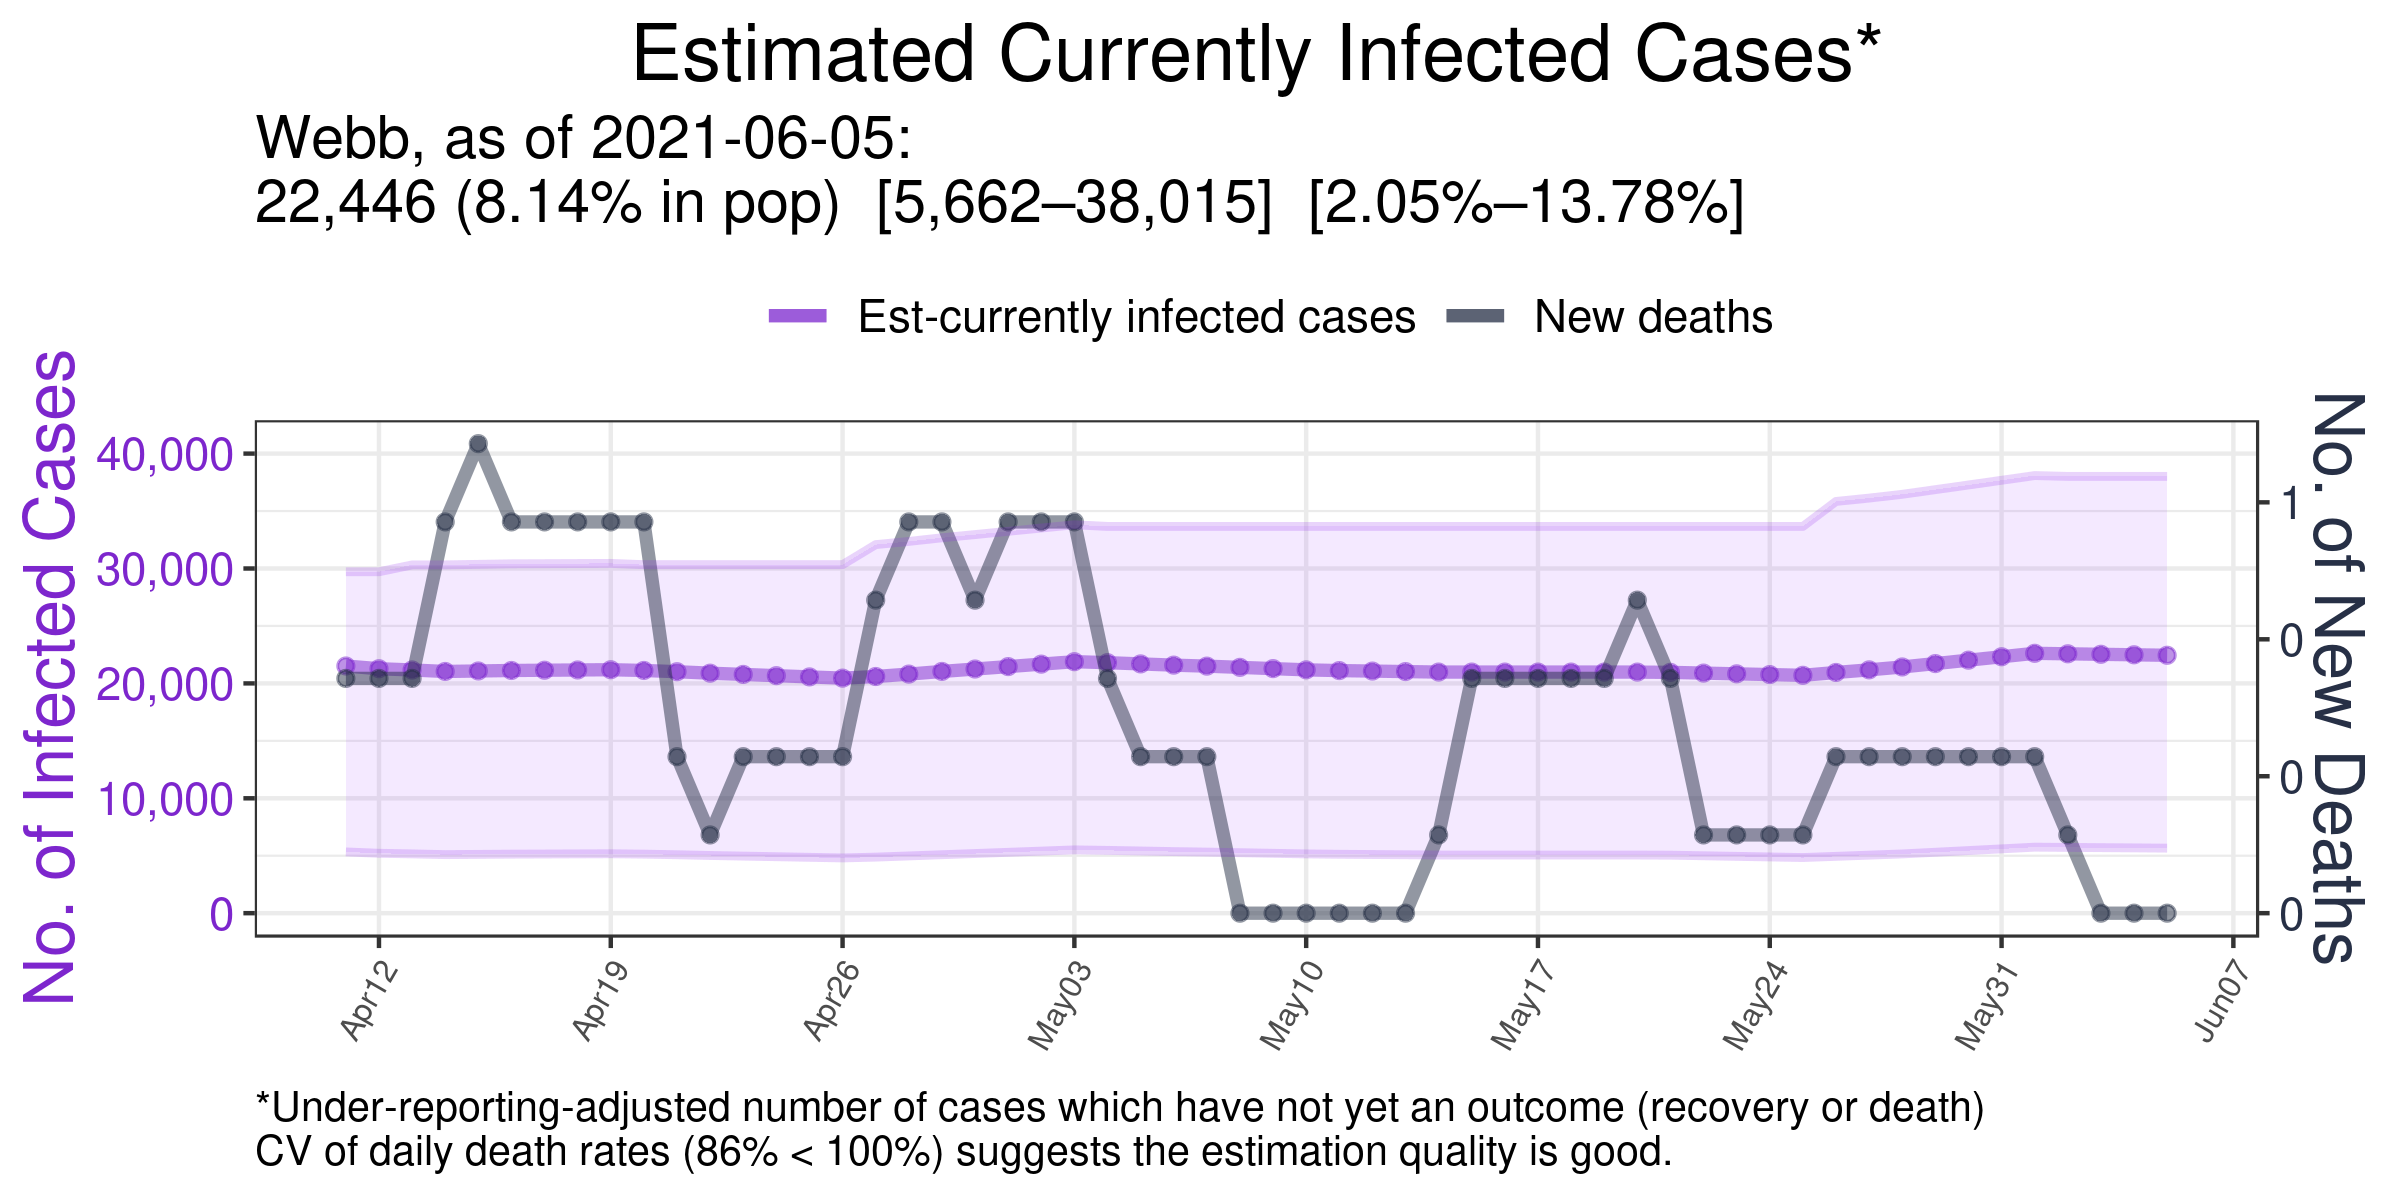 Estimated Currently Infected Cases*
Webb, as of 2021-06-05:
22,446 (8.14% in pop)  [5,662–38,015]  [2.05%–13.78%]
Est-currently infected cases
New deaths
No. of Infected Cases
40,000
30,000
20,000
10,000
0
1
0
0
0
No. of New Deaths
Apr12
Apr19
Apr26
May03
May10
May17
May24
May31
Jun07
*Under-reporting-adjusted number of cases which have not yet an outcome (recovery or death)
CV of daily death rates (86% < 100%) suggests the estimation quality is good.